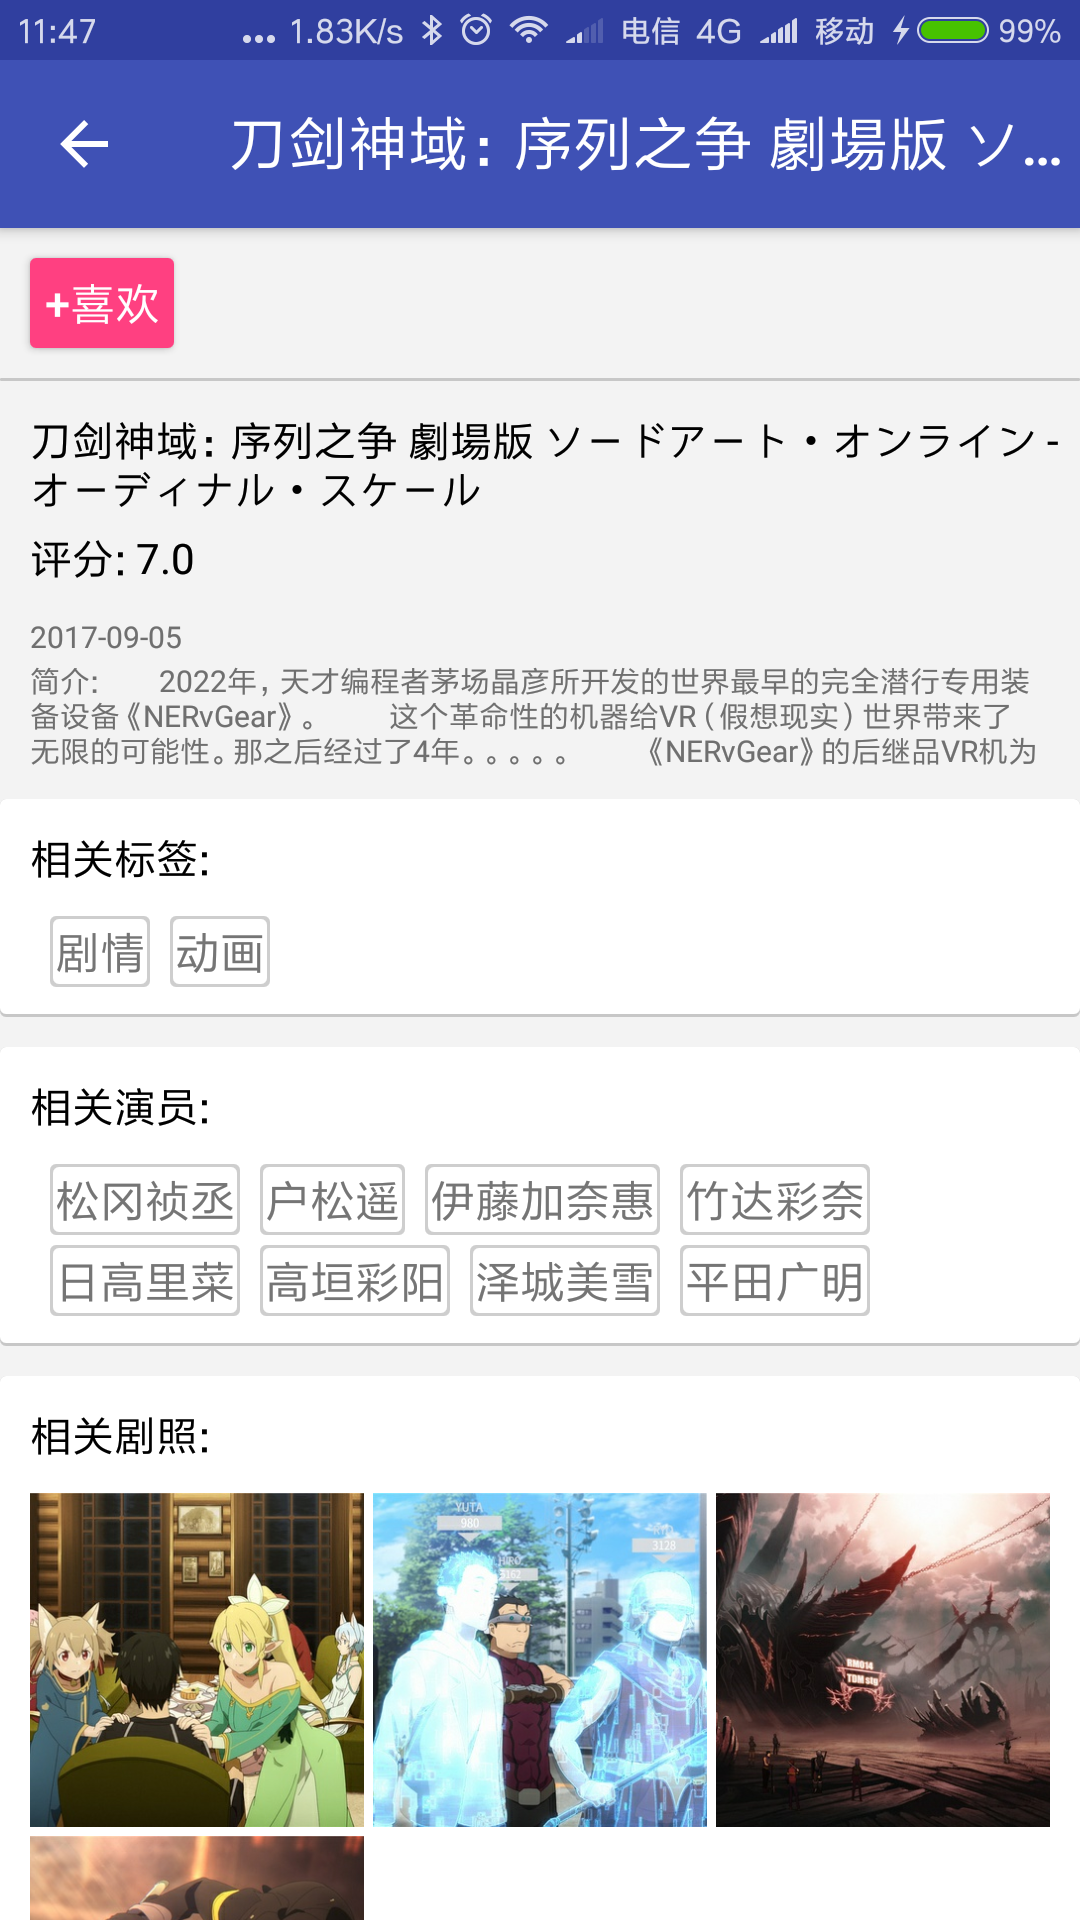 11:47 ... 1.83K/s 电信 4G 移动 99%
刀剑神域：序列之争 劇場版 ソ...
+喜欢
刀剑神域：序列之争 劇場版 ソードアート・オンライン -
オーディナル・スケール
评分: 7.0
2017-09-05
简介: 2022年，天才编程者茅场晶彦所开发的世界最早的完全潜行专用装
备设备《NERvGear》。 这个革命性的机器给VR（假想现实）世界带来了
无限的可能性。那之后经过了4年。。。。。 《NERvGear》的后继品VR机为
相关标签:
剧情 动画
相关演员:
松冈祯丞 户松遥 伊藤加奈惠 竹达彩奈
日高里菜 高垣彩阳 泽城美雪 平田广明
相关剧照:
YUTA
980
3128
3162